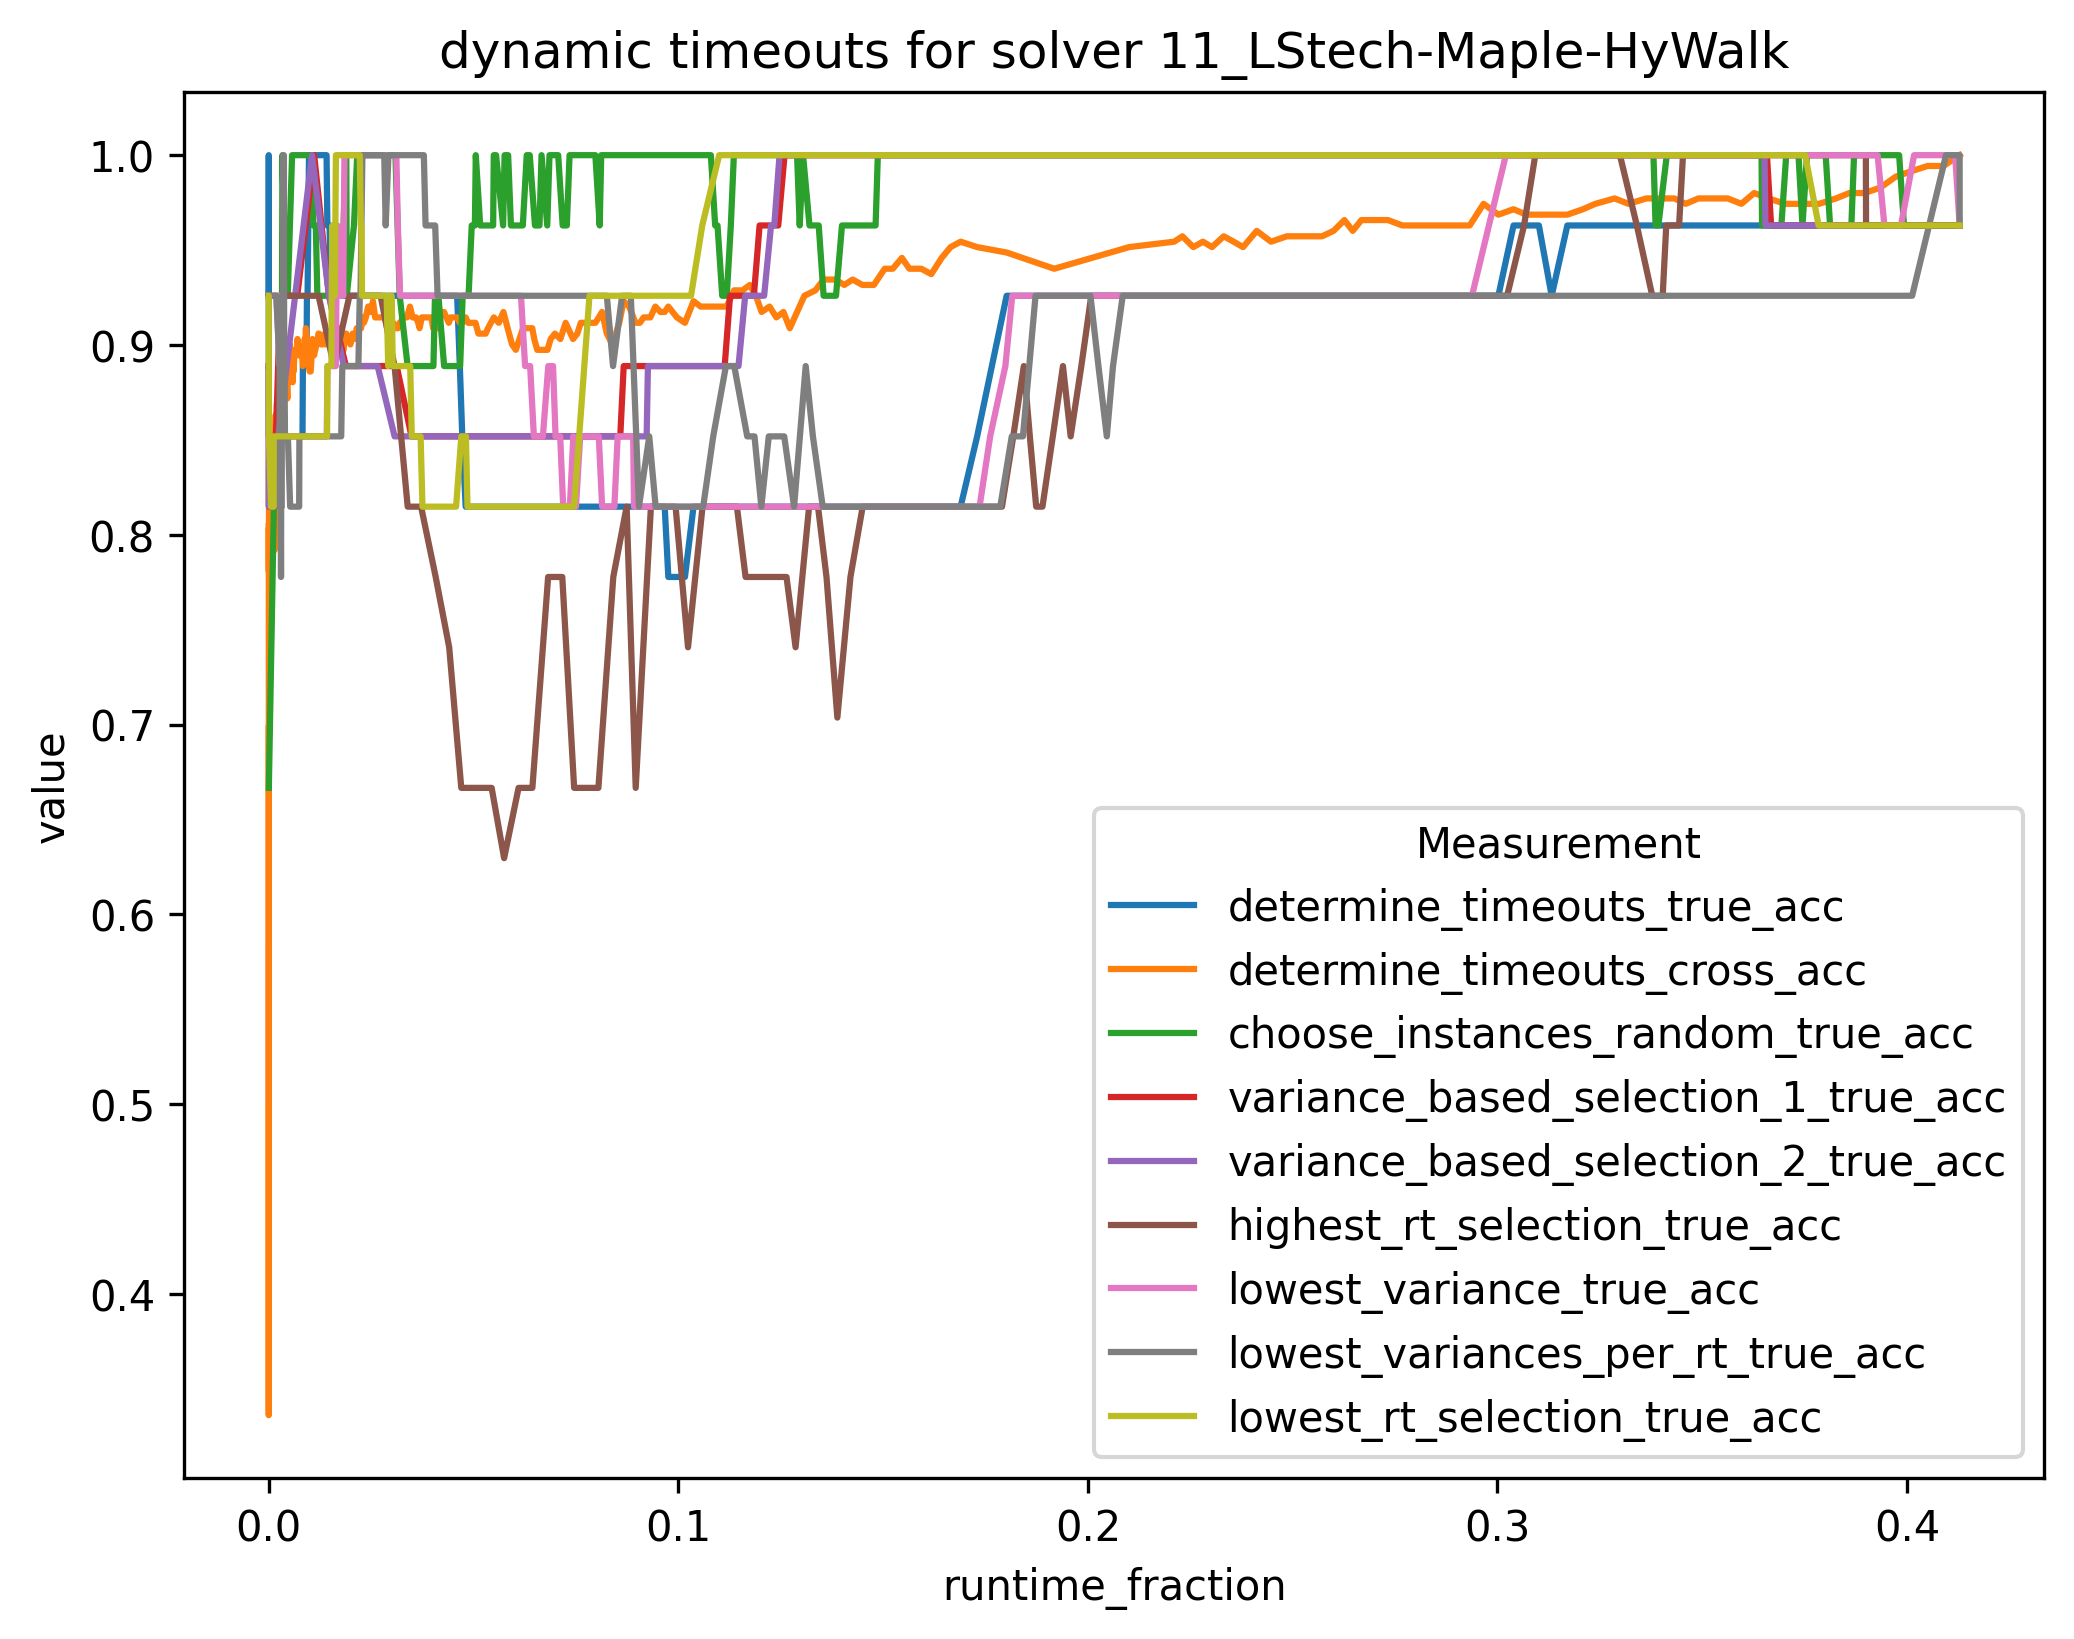 dynamic timeouts for solver 11_LStech-Maple-HyWalk
1.0
0.9
0.8
0.7
0.6
0.5
0.4
value
0.0 0.1 0.2 0.3 0.4
runtime_fraction
Measurement
determine_timeouts_true_acc
determine_timeouts_cross_acc
choose_instances_random_true_acc
variance_based_selection_1_true_acc
variance_based_selection_2_true_acc
highest_rt_selection_true_acc
lowest_variance_true_acc
lowest_variances_per_rt_true_acc
lowest_rt_selection_true_acc